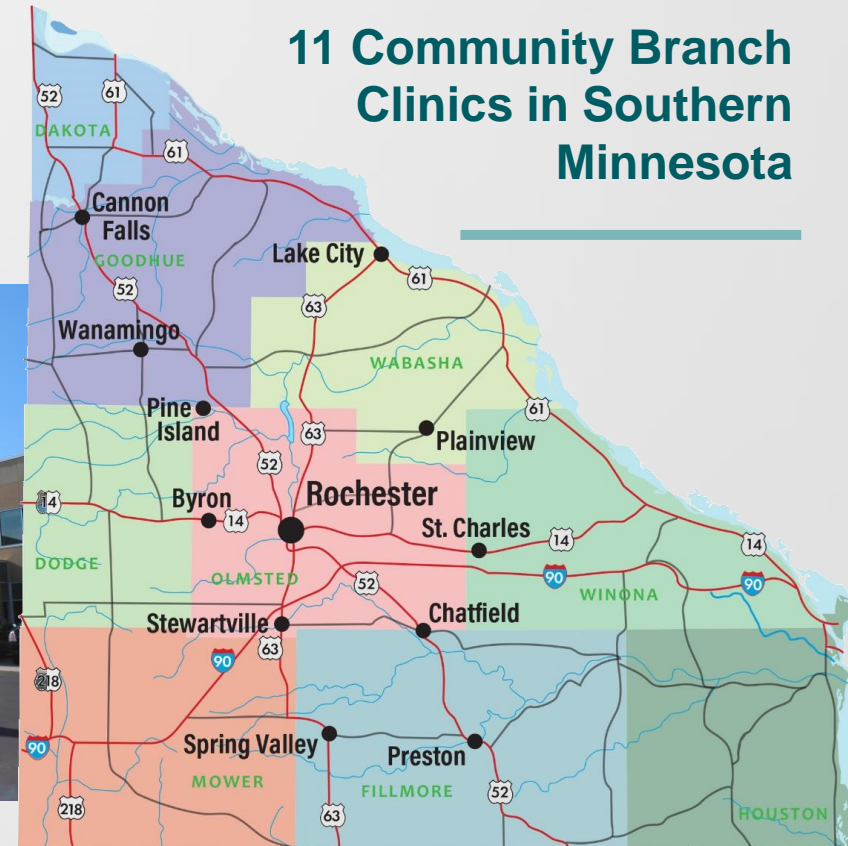 11 Community Branch
Clinics in Southern
Minnesota
52
61
DAKOTA
61
Cannon
Falls
GOODHUE
Lake City
61
52
63
Wanamingo
WABASHA
Pine
Island
61
63
Plainview
52
Rochester
14
Byron
14
St. Charles
14
14
DODGE
OLMSTED
52
90
90
WINONA
Stewartville
Chatfield
63
90
218
90
Spring Valley
Preston
MOWER
FILLMORE
52
218
63
HOUSTON